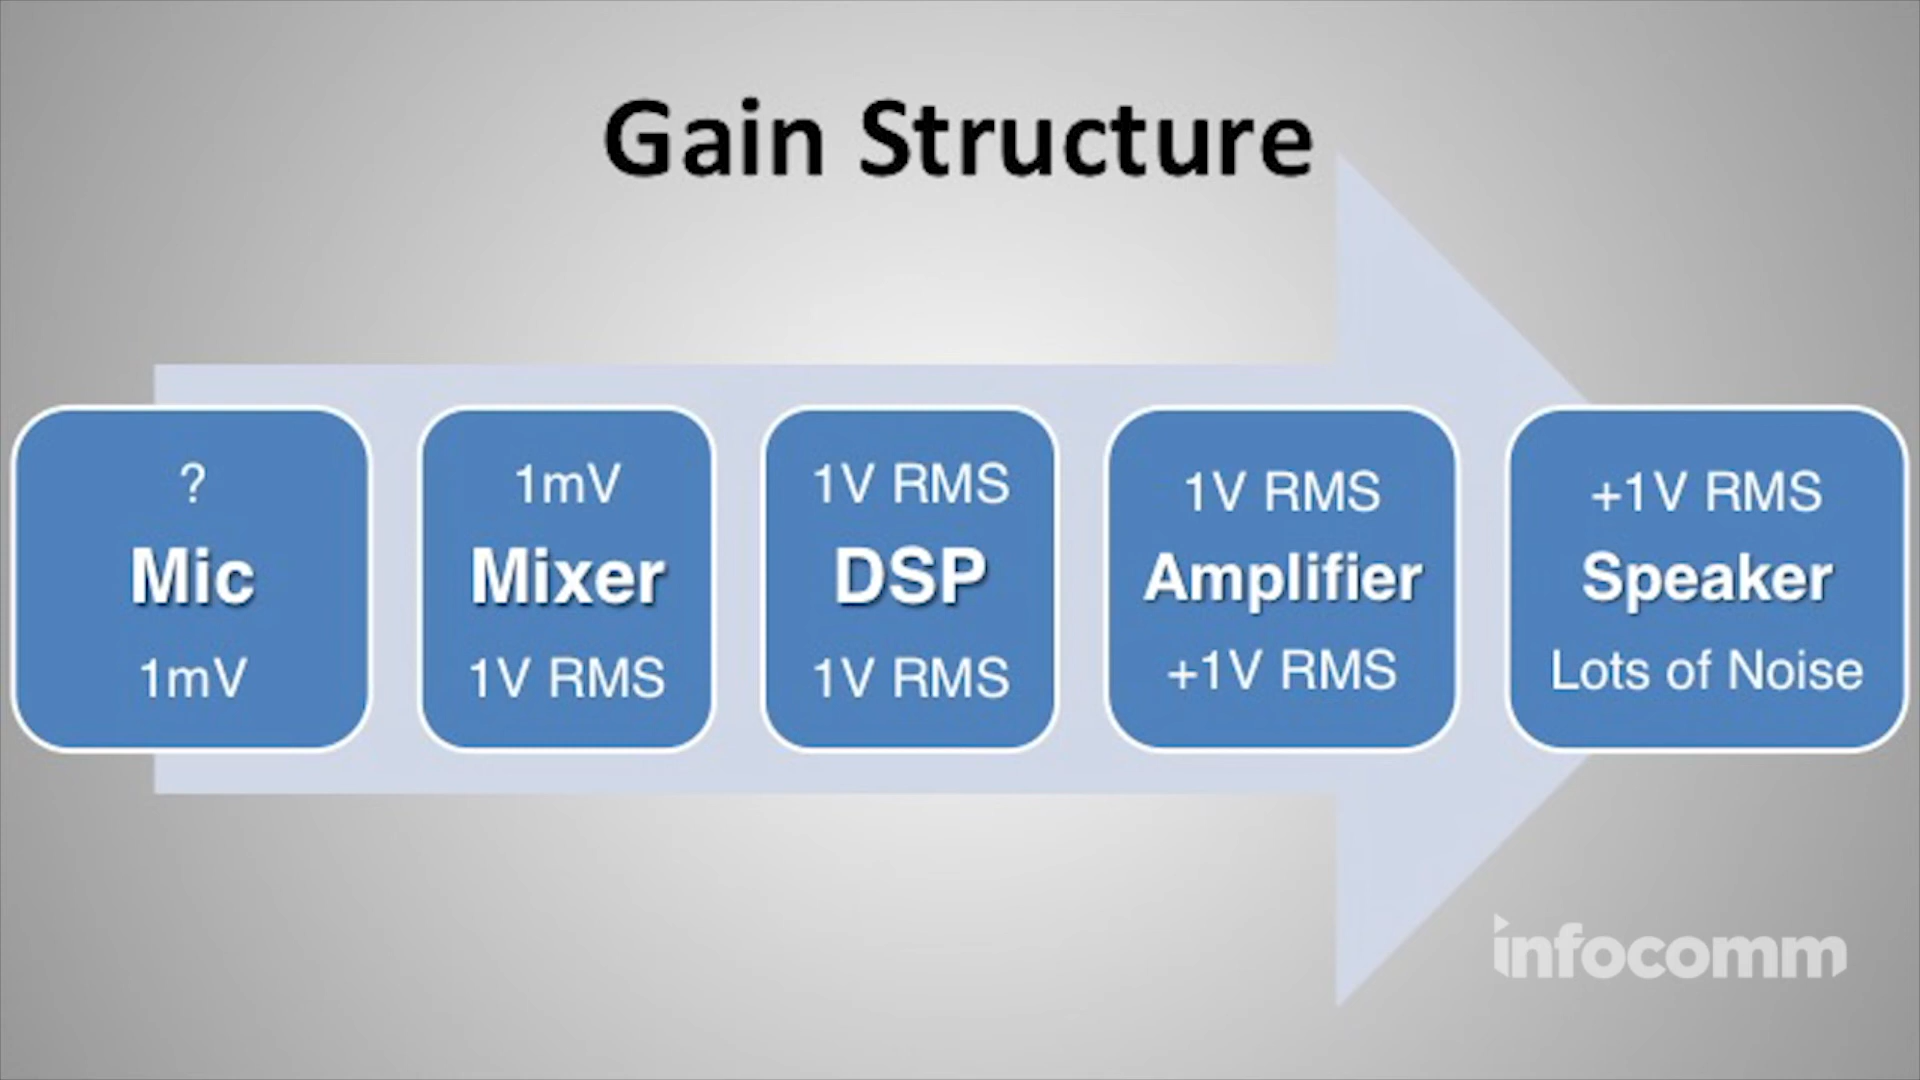 Gain Structure
?
Mic
1mV
1mV
Mixer
1V RMS
1V RMS
DSP
1V RMS
1V RMS
Amplifier
+1V RMS
+1V RMS
Speaker
Lots of Noise
infocomm